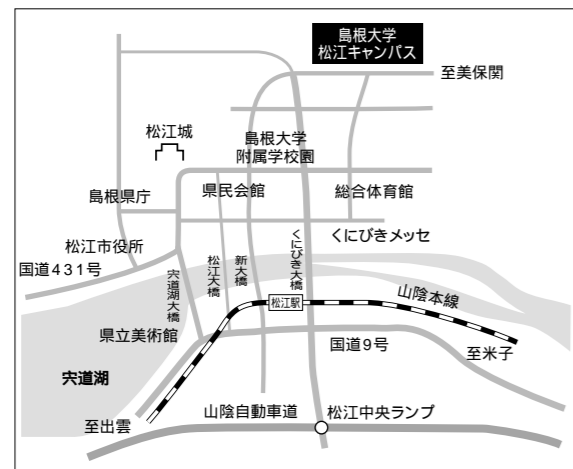 島根大学
松江キャンパス
至美保関
松江城
島根大学
附属学校園
島根県庁
県民会館
総合体育館
松江市役所
くにびきメッセ
国道431号
宍道湖大橋
松江大橋
新大橋
くにびき大橋
山陰本線
松江駅
県立美術館
国道9号
至米子
宍道湖
至出雲
山陰自動車道
松江中央ランプ